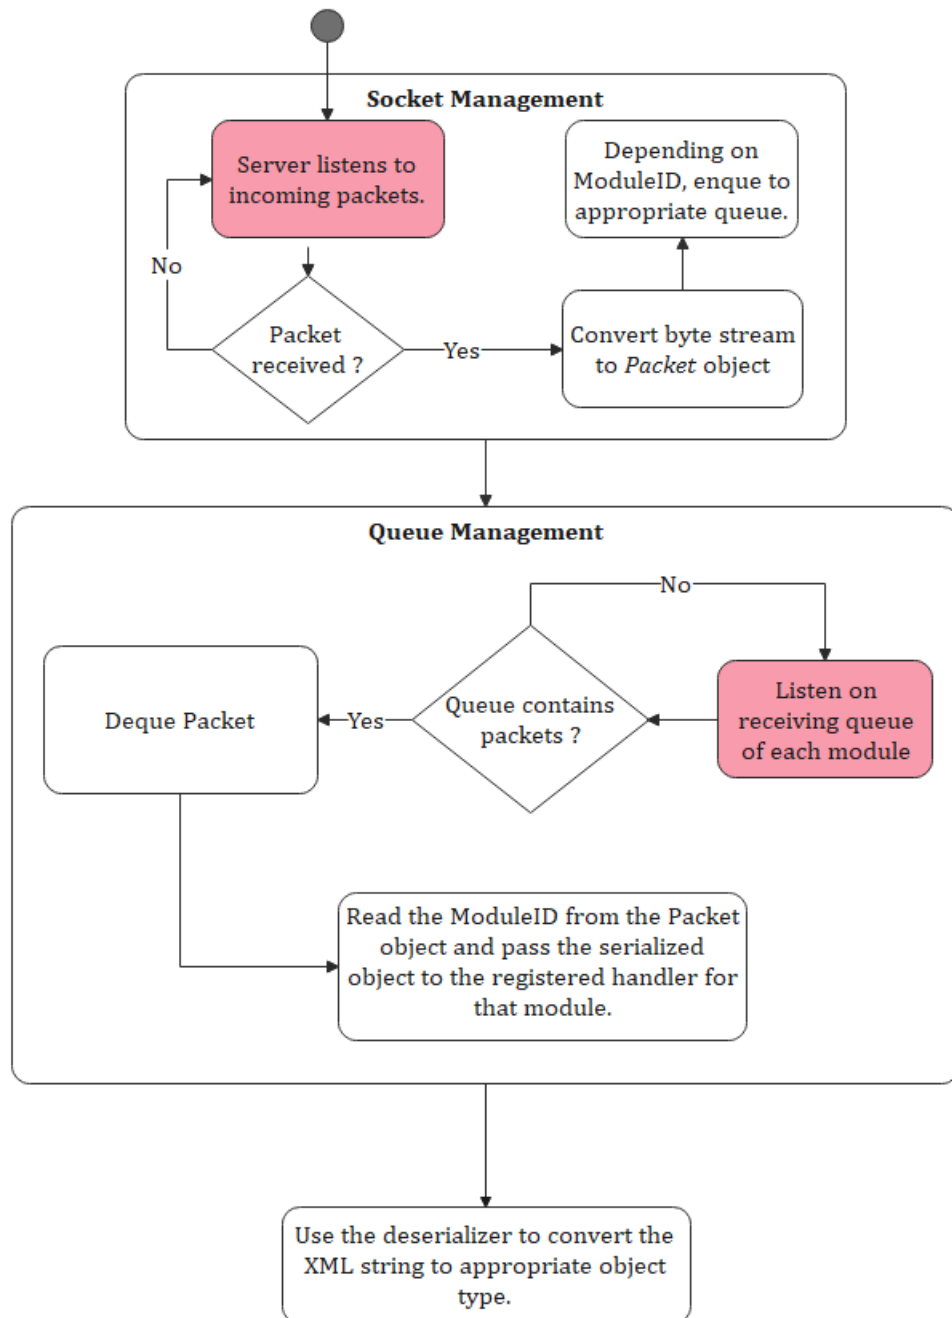 Socket Management
Server listens to
incoming packets.
Depending on
ModuleID, enque to
appropriate queue.
No
Packet
received ?
Yes
Convert byte stream
to Packet object
Queue Management
No
Queue contains
packets ?
Listen on
receiving queue
of each module
Yes
Deque Packet
Read the ModuleID from the Packet
object and pass the serialized
object to the registered handler for
that module.
Use the deserializer to convert the
XML string to appropriate object
type.